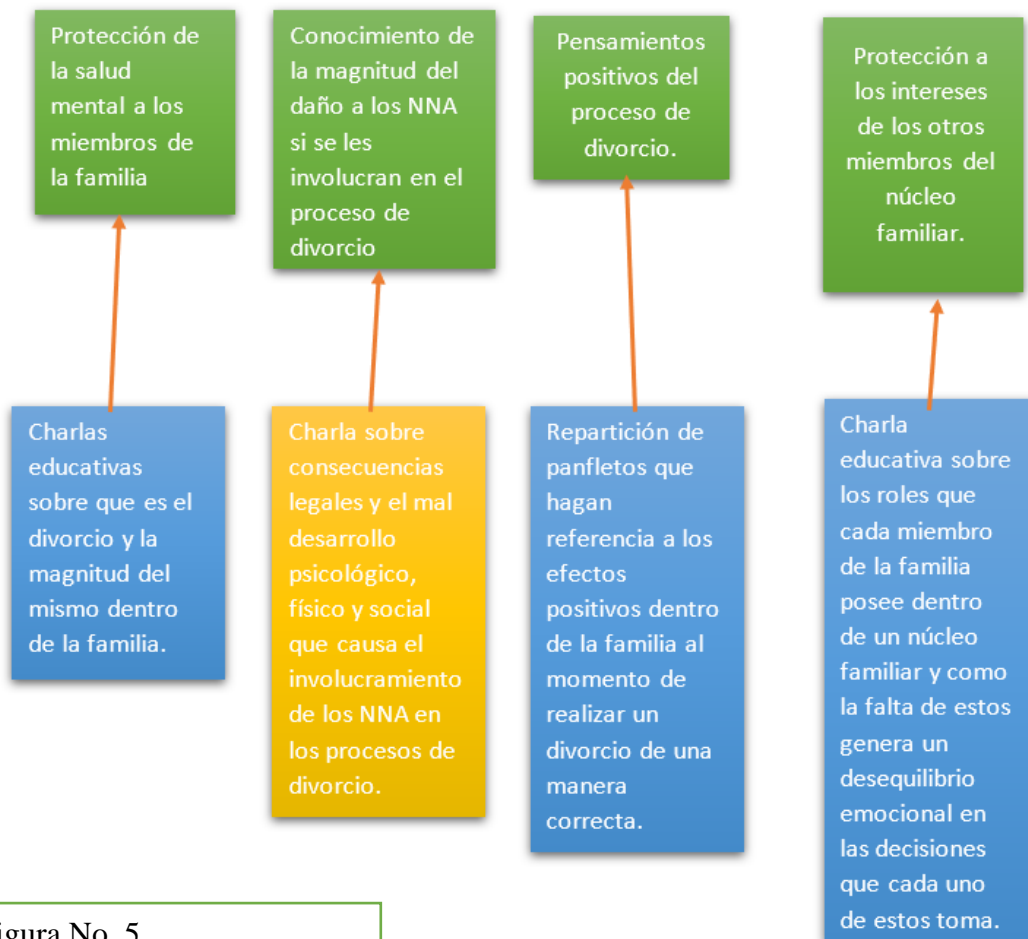 Protección de
la salud
mental a los
miembros de
la familia
Conocimiento de
la magnitud del
daño a los NNA
si se les
involucran en el
proceso de
divorcio
Pensamientos
positivos del
proceso de
divorcio.
Protección a
los intereses
de los otros
miembros del
núcleo
familiar.
Charlas
educativas
sobre que es el
divorcio y la
magnitud del
mismo dentro
de la familia.
Charla sobre
consecuencias
legales y el mal
desarrollo
psicológico,
físico y social
que causa el
involucramiento
de los NNA en
los procesos de
divorcio.
Repartición de
panfletos que
hagan
referencia a los
efectos
positivos dentro
de la familia al
momento de
realizar un
divorcio de una
manera
correcta.
Charla
educativa sobre
los roles que
cada miembro
de la familia
posee dentro
de un núcleo
familiar y como
la falta de estos
genera un
desequilibrio
emocional en
las decisiones
que cada uno
de estos toma.
igura No. 5